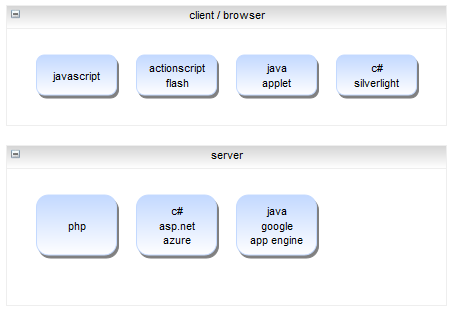 client / browser
javascript
actionscript
flash
java
applet
c#
silverlight
server
php
c#
asp.net
azure
java
google
app engine